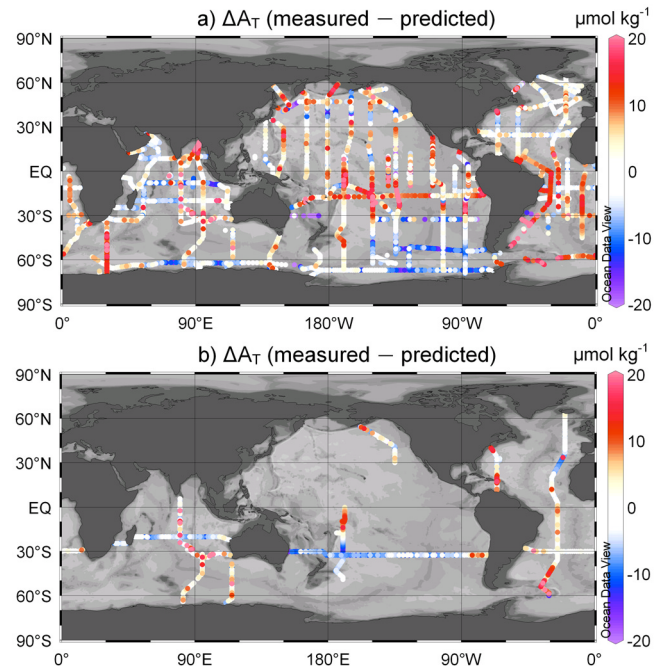 a) ΔA_T (measured − predicted)
µmol kg⁻¹
90°N
60°N
30°N
EQ
30°S
60°S
90°S
0°
90°E
180°W
90°W
0°
20
10
0
-10
-20
Ocean Data View
b) ΔA_T (measured − predicted)
µmol kg⁻¹
90°N
60°N
30°N
EQ
30°S
60°S
90°S
0°
90°E
180°W
90°W
0°
20
10
0
-10
-20
Ocean Data View